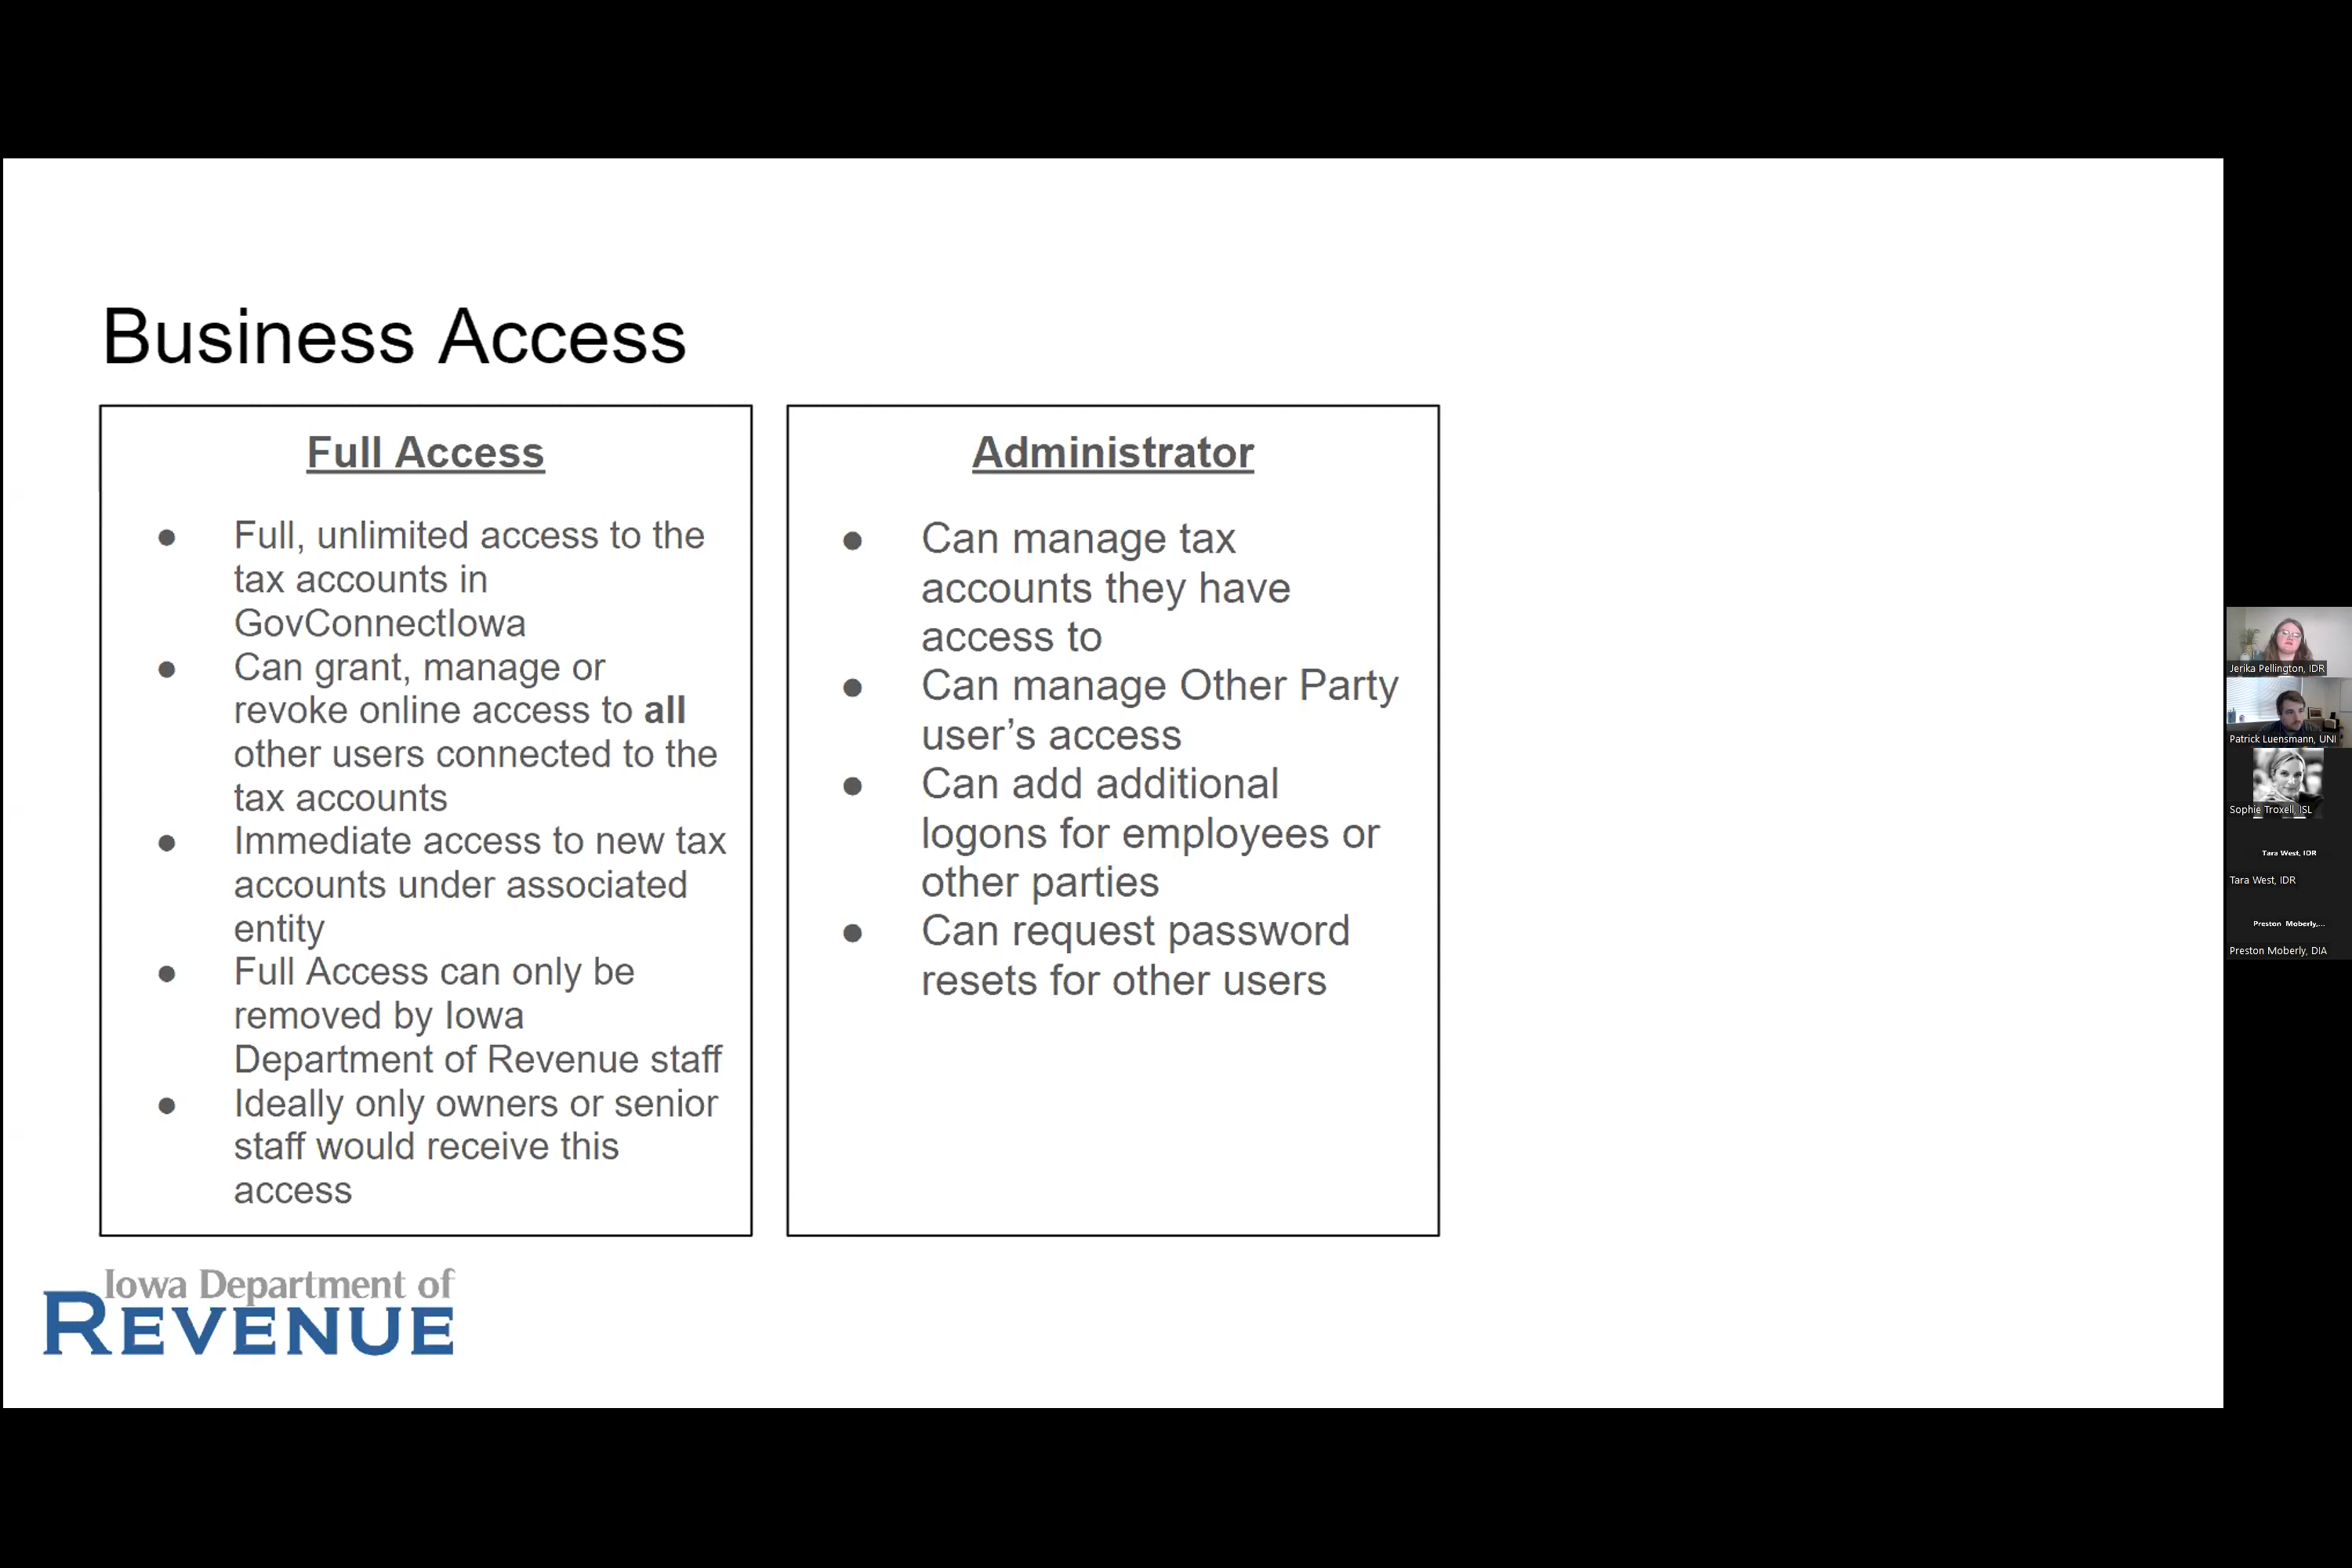 Business Access
Full Access
● Full, unlimited access to the
tax accounts in
GovConnectIowa
● Can grant, manage or
revoke online access to all
other users connected to the
tax accounts
● Immediate access to new tax
accounts under associated
entity
● Full Access can only be
removed by Iowa
Department of Revenue staff
● Ideally only owners or senior
staff would receive this
access
Administrator
● Can manage tax
accounts they have
access to
● Can manage Other Party
user’s access
● Can add additional
logons for employees or
other parties
● Can request password
resets for other users
Iowa Department of
REVENUE
Jerika Pellington, IDR
Patrick Luensmann, UNI
Sophie Troxell, ISL
Tara West, IDR
Tara West, IDR
Preston Moberly,...
Preston Moberly, DIA